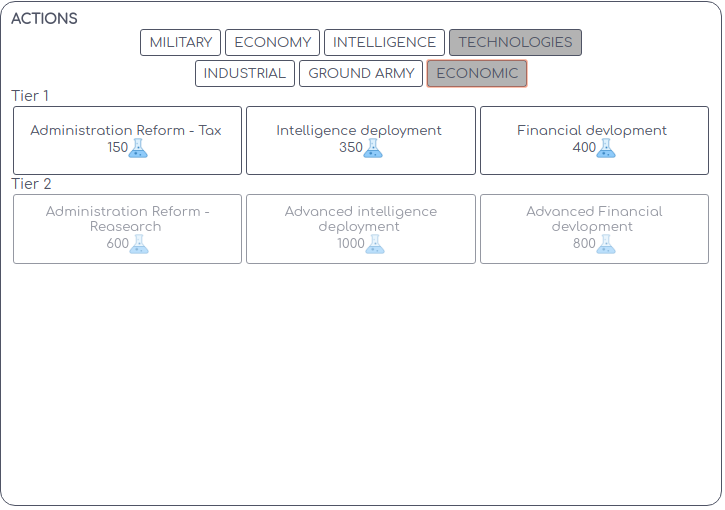 ACTIONS
MILITARY ECONOMY INTELLIGENCE TECHNOLOGIES
INDUSTRIAL GROUND ARMY ECONOMIC
Tier 1
Administration Reform - Tax
150
Intelligence deployment
350
Financial devlopment
400
Tier 2
Administration Reform -
Reasearch
600
Advanced intelligence
deployment
1000
Advanced Financial
devlopment
800